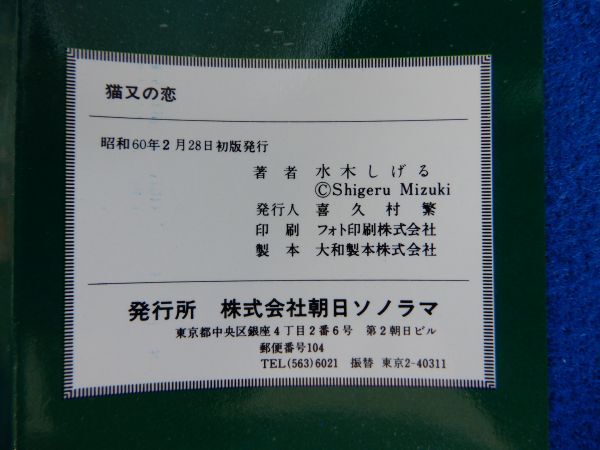 猫又の恋
昭和60年2月28日初版発行
著者 水木しげる
©Shigeru Mizuki
発行人 喜久村繁
印刷 フォト印刷株式会社
製本 大和製本株式会社
発行所 株式会社朝日ソノラマ
東京都中央区銀座4丁目2番6号 第2朝日ビル
郵便番号104
TEL(563)6021 振替 東京2-40311